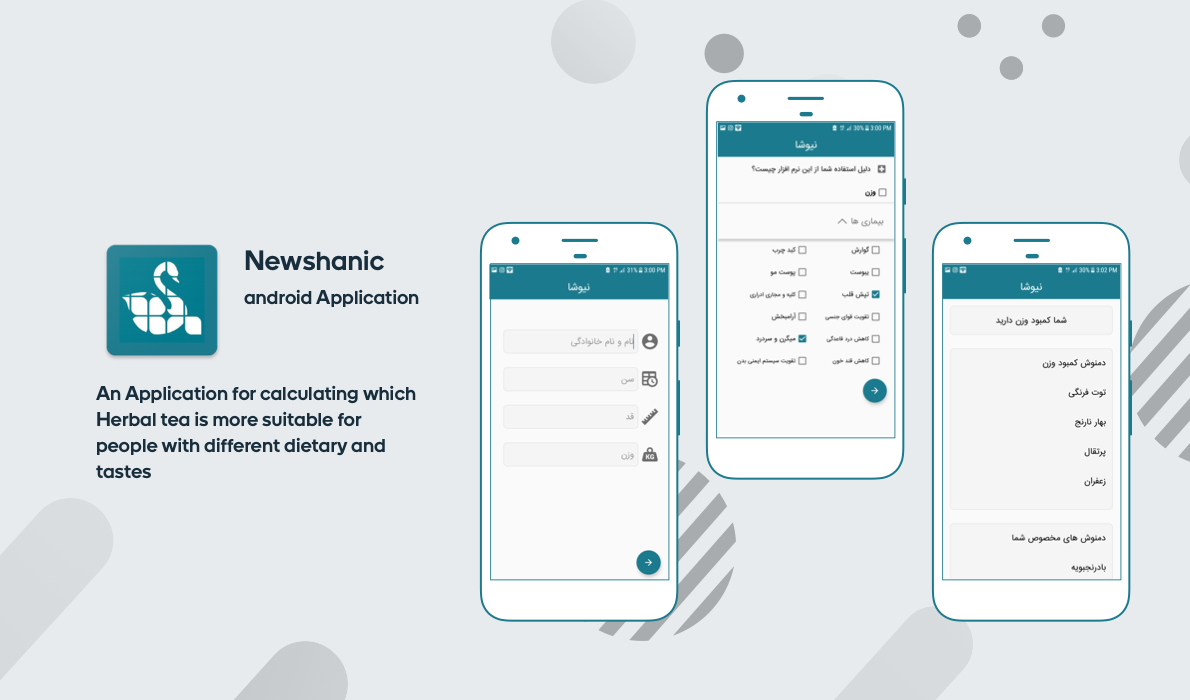 Newshanic
android Application
An Application for calculating which
Herbal tea is more suitable for
people with different dietary and
tastes
31% 3:00 PM
نیوشا
نام و نام خانوادگی
سن
قد
وزن
KG
30% 3:00 PM
نیوشا
دلیل استفاده شما از این نرم افزار چیست؟
وزن
بیماری ها
گوارش
کبد چرب
یبوست
پوست مو
تپش قلب
کلیه و مجاری ادراری
تقویت قوای جنسی
آرامبخش
کاهش درد قاعدگی
میگرن و سردرد
کاهش قند خون
تقویت سیستم ایمنی بدن
30% 3:02 PM
نیوشا
شما کمبود وزن دارید
دمنوش کمبود وزن
توت فرنگی
بهار نارنج
پرتقال
زعفران
دمنوش های مخصوص شما
بادرنجبویه